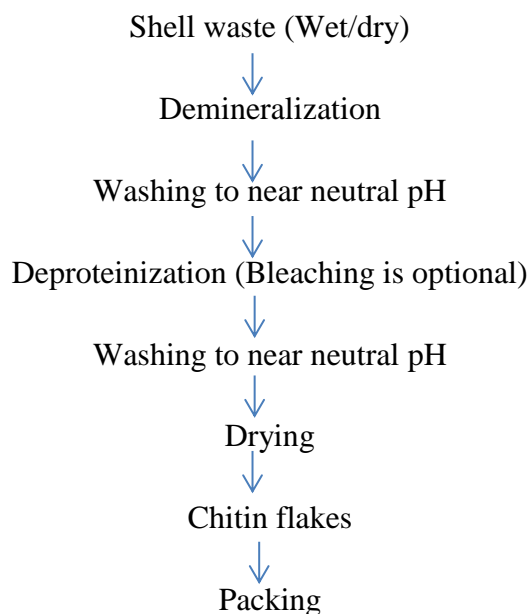 Shell waste (Wet/dry)
Demineralization
Washing to near neutral pH
Deproteinization (Bleaching is optional)
Washing to near neutral pH
Drying
Chitin flakes
Packing